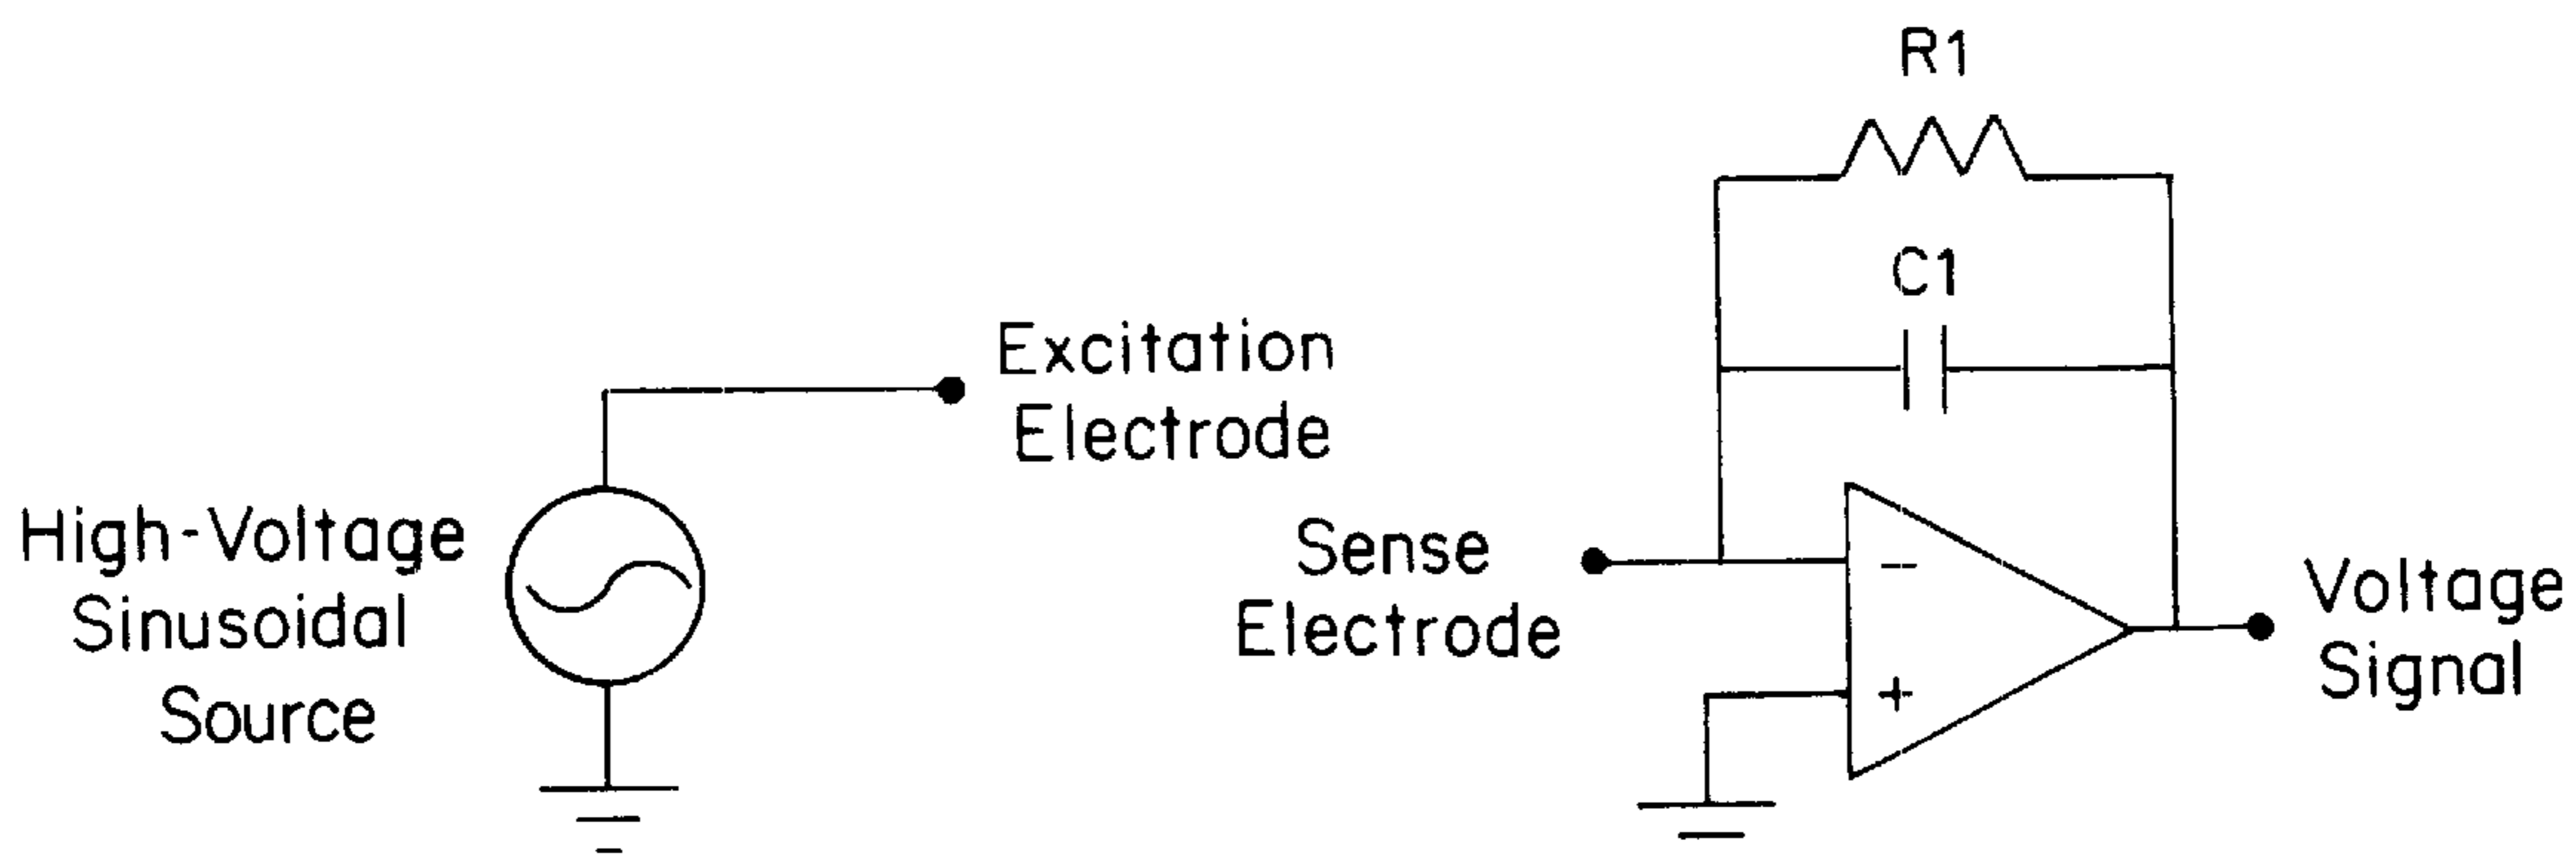 R1
C1
Excitation
Electrode
High-Voltage
Sinusoidal
Source
Sense
Electrode
-
+
Voltage
Signal